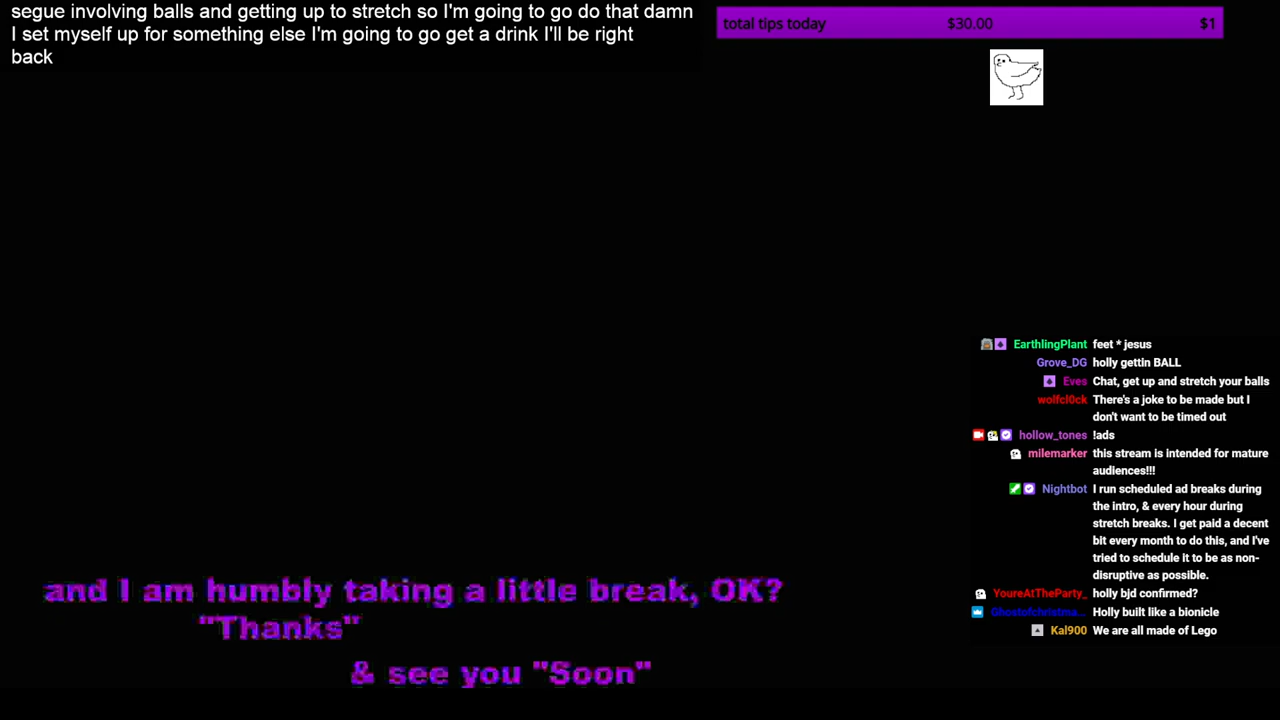 segue involving balls and getting up to stretch so I'm going to go do that damn
I set myself up for something else I'm going to go get a drink I'll be right
back
total tips today $30.00 $1
EarthlingPlant feet * jesus
Grove_DG holly gettin BALL
Eves Chat, get up and stretch your balls
wolfcl0ck There's a joke to be made but I
don't want to be timed out
hollow_tones !ads
milemarker this stream is intended for mature
audiences!!!
Nightbot I run scheduled ad breaks during
the intro, & every hour during
stretch breaks. I get paid a decent
bit every month to do this, and I've
tried to schedule it to be as non-
disruptive as possible.
YoureAtTheParty_ holly bjd confirmed?
Ghostofchristma... Holly built like a bionicle
Kal900 We are all made of Lego
and I am humbly taking a little break, OK?
"Thanks"
& see you "Soon"